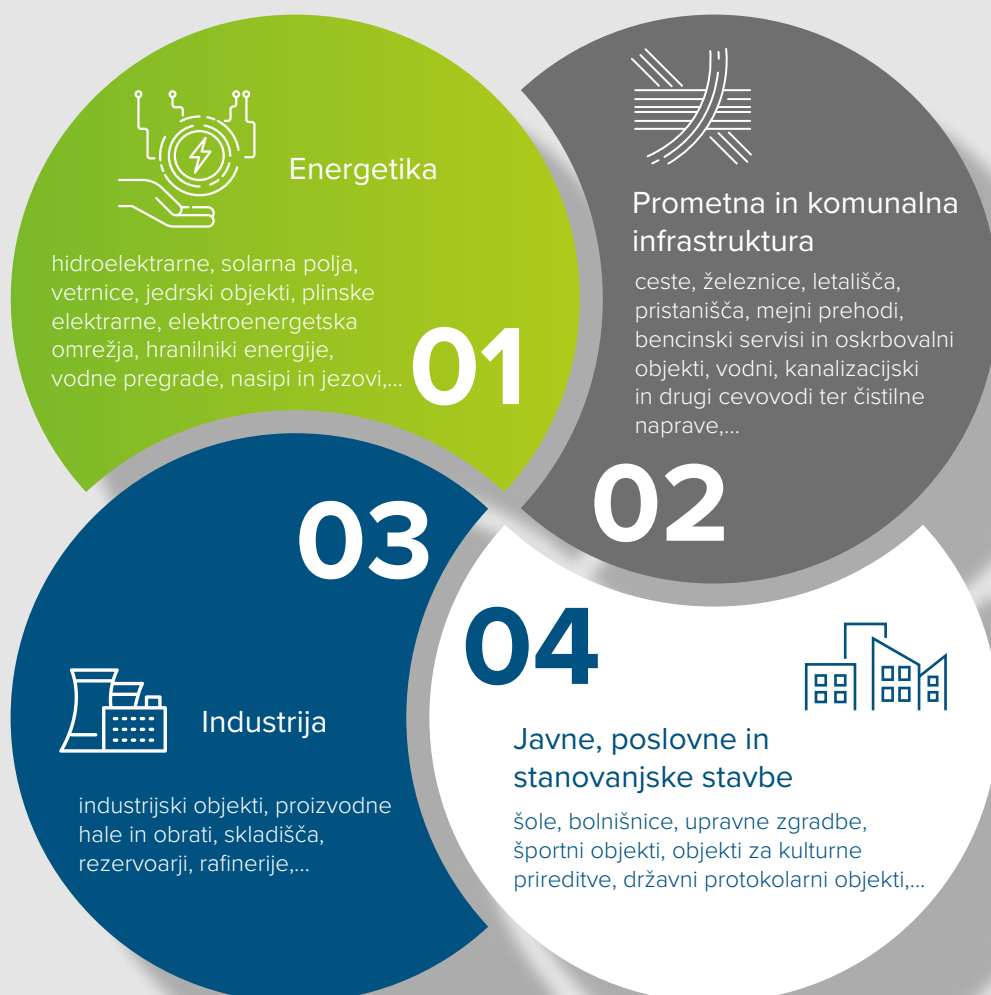 Energetika
hidroelektrarne, solarna polja,
vetrnice, jedrski objekti, plinske
elektrarne, elektroenergetska
omrežja, hranilniki energije,
vodne pregrade, nasipi in jezovi,...
01
Prometna in komunalna
infrastruktura
ceste, železnice, letališča,
pristanišča, mejni prehodi,
bencinski servisi in oskrbovalni
objekti, vodni, kanalizacijski
in drugi cevovodi ter čistilne
naprave,...
02
03
Industrija
industrijski objekti, proizvodne
hale in obrati, skladišča,
rezervoarji, rafinerije,...
04
Javne, poslovne in
stanovanjske stavbe
šole, bolnišnice, upravne zgradbe,
športni objekti, objekti za kulturne
prireditve, državni protokolarni objekti,...